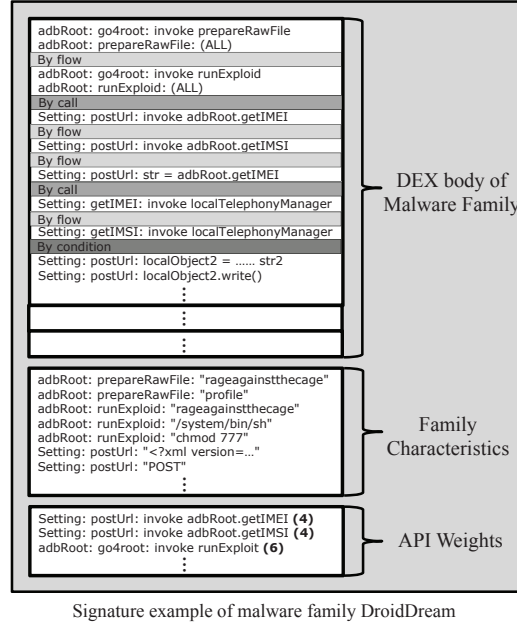 adbRoot: go4root: invoke prepareRawFile
adbRoot: prepareRawFile: (ALL)
By flow
adbRoot: go4root: invoke runExploid
adbRoot: runExploid: (ALL)
By call
Setting: postUrl: invoke adbRoot.getIMEI
By flow
Setting: postUrl: invoke adbRoot.getIMSI
By flow
Setting: postUrl: str = adbRoot.getIMEI
By call
Setting: getIMEI: invoke localTelephonyManager
By flow
Setting: getIMSI: invoke localTelephonyManager
By condition
Setting: postUrl: localObject2 = ...... str2
Setting: postUrl: localObject2.write()
DEX body of
Malware Family
adbRoot: prepareRawFile: "rageagainstthecage"
adbRoot: prepareRawFile: "profile"
adbRoot: runExploid: "rageagainstthecage"
adbRoot: runExploid: "/system/bin/sh"
adbRoot: runExploid: "chmod 777"
Setting: postUrl: "<?xml version=..."
Setting: postUrl: "POST"
Family
Characteristics
Setting: postUrl: invoke adbRoot.getIMEI (4)
Setting: postUrl: invoke adbRoot.getIMSI (4)
adbRoot: go4root: invoke runExploit (6)
API Weights
Signature example of malware family DroidDream